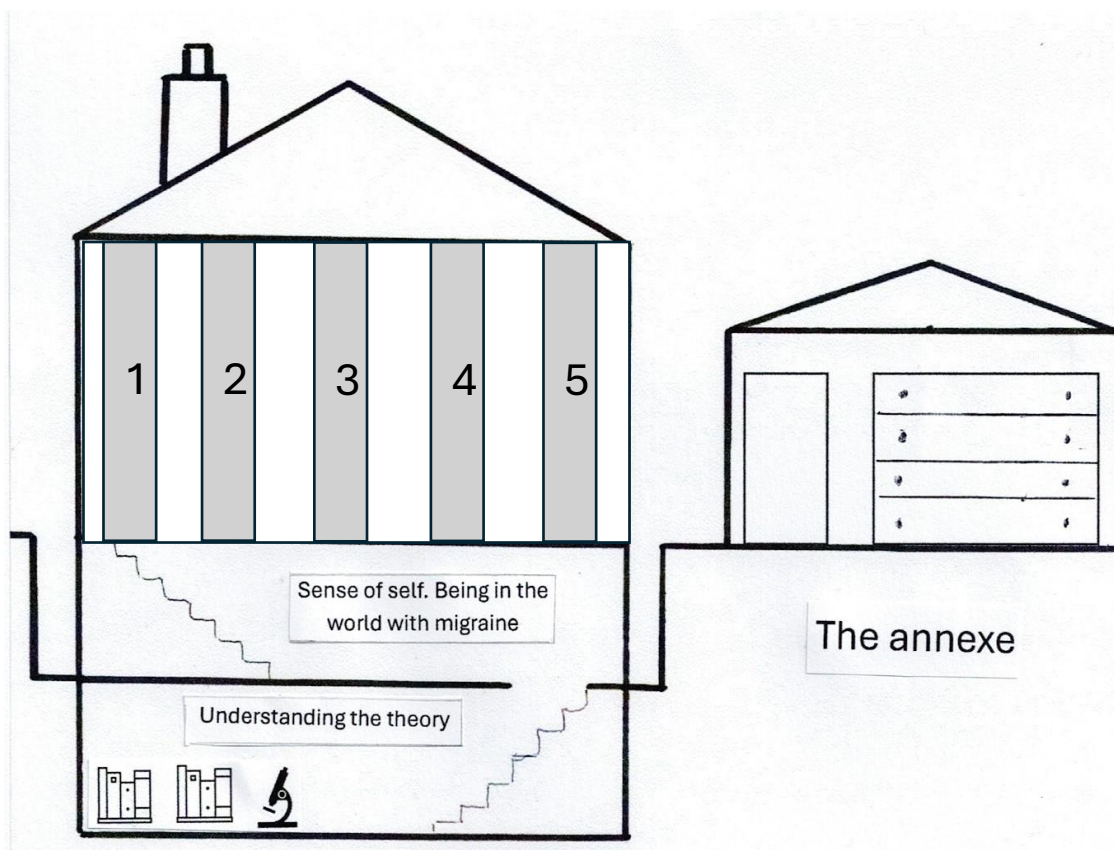 1
2
3
4
5
Sense of self. Being in the
world with migraine
The annexe
Understanding the theory